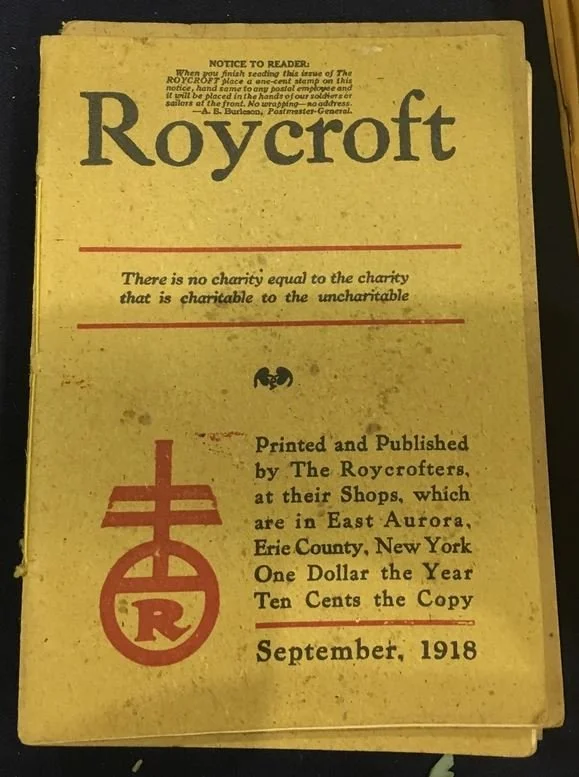 NOTICE TO READER:
When you finish reading this issue of The
ROYCROFT place a one-cent stamp on this
notice, hand same to any postal employee and
it will be placed in the hands of our soldiers or
sailors at the front. No wrapping—no address.
—A. S. Burleson, Postmaster-General.
Roycroft
There is no charity equal to the charity
that is charitable to the uncharitable
Printed and Published
by The Roycrofters,
at their Shops, which
are in East Aurora,
Erie County, New York
One Dollar the Year
Ten Cents the Copy
R
September, 1918